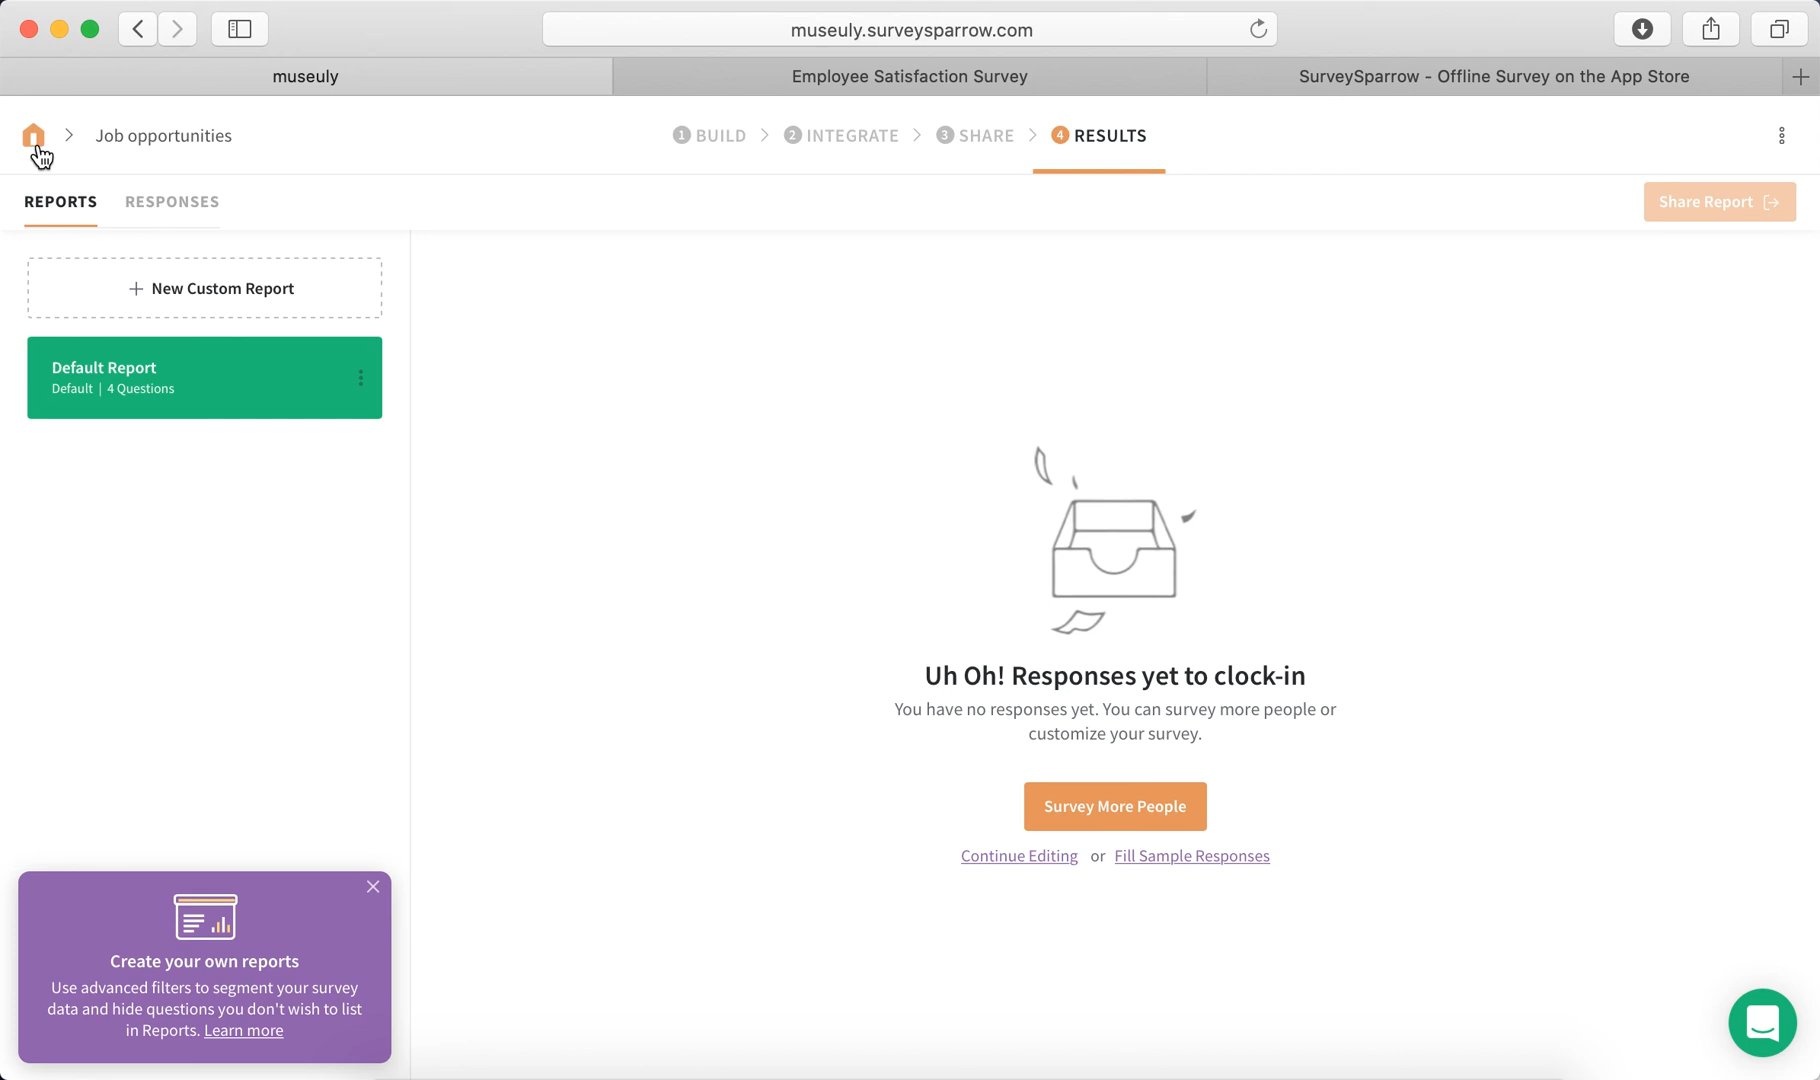 museuly.surveysparrow.com
museuly
Employee Satisfaction Survey
SurveySparrow - Offline Survey on the App Store
Job opportunities
1 BUILD
2 INTEGRATE
3 SHARE
4 RESULTS
REPORTS
RESPONSES
Share Report
New Custom Report
Default Report
Default | 4 Questions
Uh Oh! Responses yet to clock-in
You have no responses yet. You can survey more people or
customize your survey.
Survey More People
Continue Editing or Fill Sample Responses
Create your own reports
Use advanced filters to segment your survey
data and hide questions you don't wish to list
in Reports. Learn more